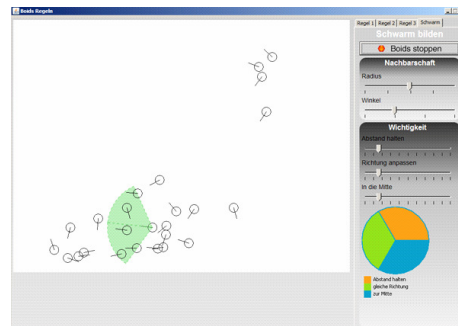 Boids Regeln
Regel 1 Regel 2 Regel 3 Schwarm
Schwarm bilden
Boids stoppen
Nachbarschaft
Radius
Winkel
Wichtigkeit
Abstand halten
Richtung anpassen
In die Mitte
Abstand halten
gleiche Richtung
zur Mitte